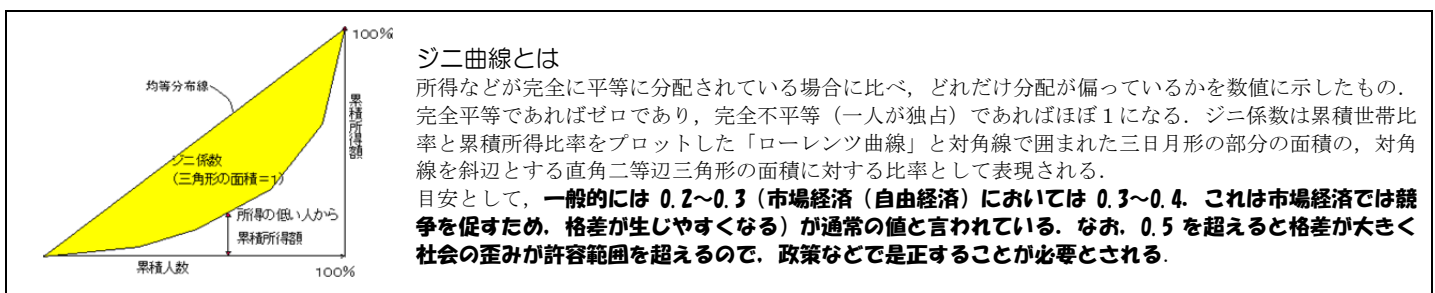 100%
均等分布線
累積所得額
ジニ係数
(三角形の面積=1)
所得の低い人から
累積所得額
累積人数
100%
ジニ曲線とは
所得などが完全に平等に分配されている場合に比べ，どれだけ分配が偏っているかを数値に示したもの．
完全平等であればゼロであり，完全不平等（一人が独占）であればほぼ１になる．ジニ係数は累積世帯比
率と累積所得比率をプロットした「ローレンツ曲線」と対角線で囲まれた三日月形の部分の面積の，対角
線を斜辺とする直角二等辺三角形の面積に対する比率として表現される．
目安として，一般的には 0.2～0.3（市場経済（自由経済）においては 0.3～0.4．これは市場経済では競
争を促すため，格差が生じやすくなる）が通常の値と言われている．なお，0.5 を超えると格差が大きく
社会の歪みが許容範囲を超えるので，政策などで是正することが必要とされる．